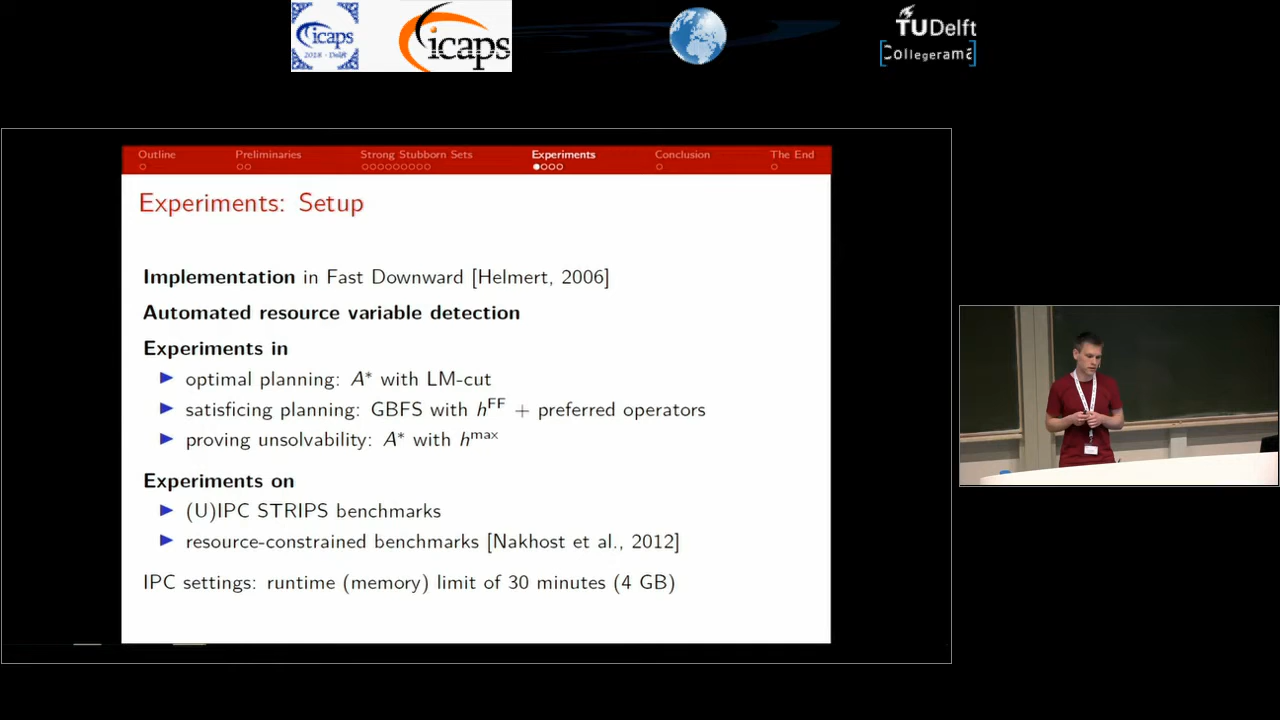 icaps
2018 - Delft
icaps
TUDelft
Collegerama
Outline
Preliminaries
Strong Stubborn Sets
Experiments
Conclusion
The End
Experiments: Setup
Implementation in Fast Downward [Helmert, 2006]
Automated resource variable detection
Experiments in
optimal planning: A* with LM-cut
satisficing planning: GBFS with hFF + preferred operators
proving unsolvability: A* with hmax
Experiments on
(U)IPC STRIPS benchmarks
resource-constrained benchmarks [Nakhost et al., 2012]
IPC settings: runtime (memory) limit of 30 minutes (4 GB)